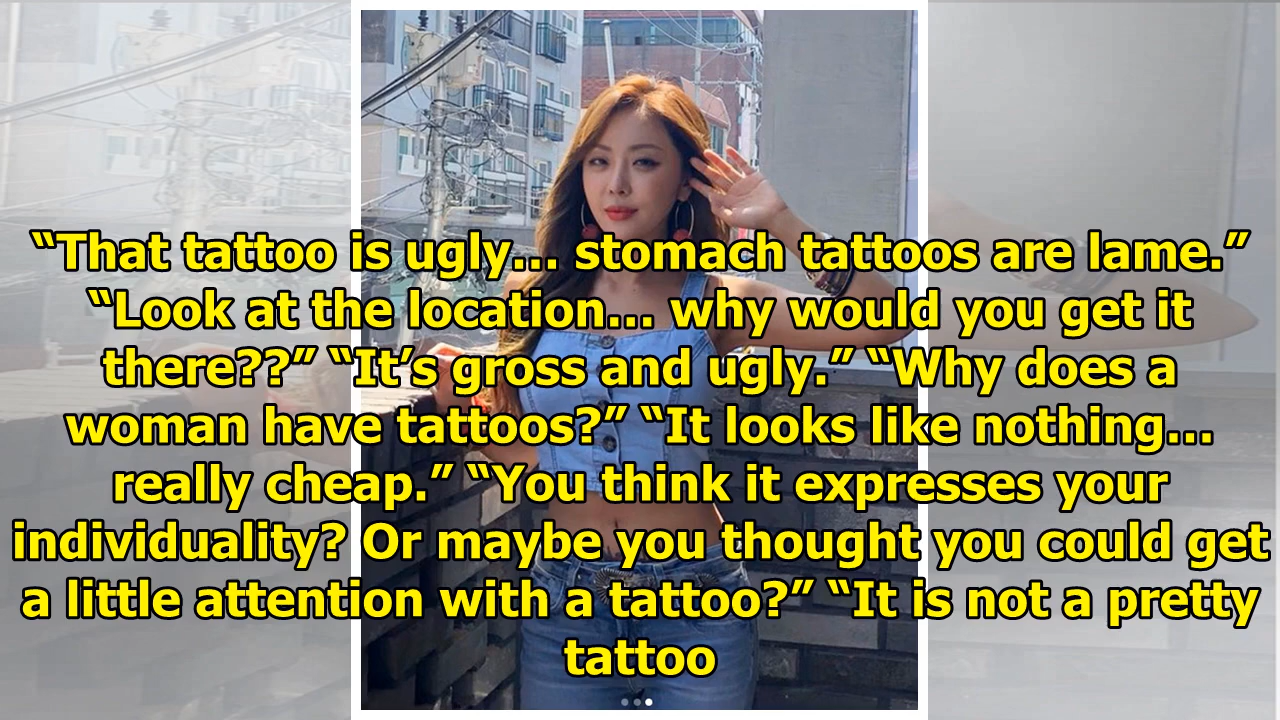 “That tattoo is ugly... stomach tattoos are lame.”
“Look at the location... why would you get it
there??” “It’s gross and ugly.” “Why does a
woman have tattoos?” “It looks like nothing...
really cheap.” “You think it expresses your
individuality? Or maybe you thought you could get
a little attention with a tattoo?” “It is not a pretty
tattoo